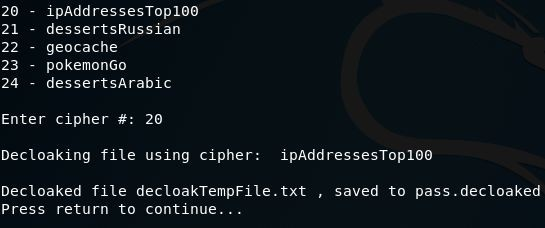 20 - ipAddressesTop100
21 - dessertsRussian
22 - geocache
23 - pokemonGo
24 - dessertsArabic
Enter cipher #: 20
Decloaking file using cipher:  ipAddressesTop100
Decloaked file decloakTempFile.txt , saved to pass.decloaked
Press return to continue...